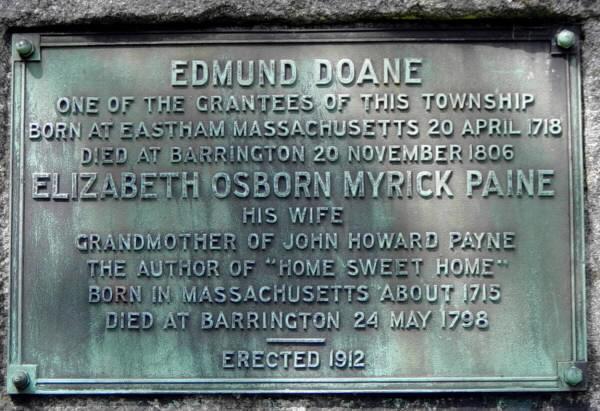 EDMUND DOANE
ONE OF THE GRANTEES OF THIS TOWNSHIP
BORN AT EASTHAM MASSACHUSETTS 20 APRIL 1718
DIED AT BARRINGTON 20 NOVEMBER 1806
ELIZABETH OSBORN MYRICK PAINE
HIS WIFE
GRANDMOTHER OF JOHN HOWARD PAYNE
THE AUTHOR OF "HOME SWEET HOME"
BORN IN MASSACHUSETTS ABOUT 1715
DIED AT BARRINGTON 24 MAY 1798
ERECTED 1912